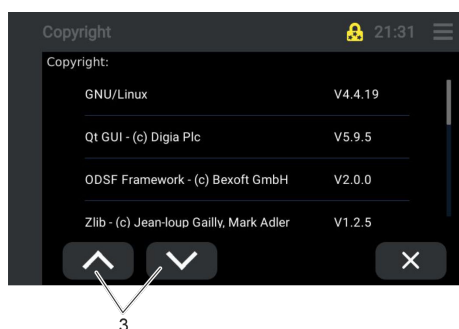 Copyright 21:31
Copyright:
GNU/Linux V4.4.19
Qt GUI - (c) Digia Plc V5.9.5
ODSF Framework - (c) Bexoft GmbH V2.0.0
Zlib - (c) Jean-loup Gailly, Mark Adler V1.2.5
3